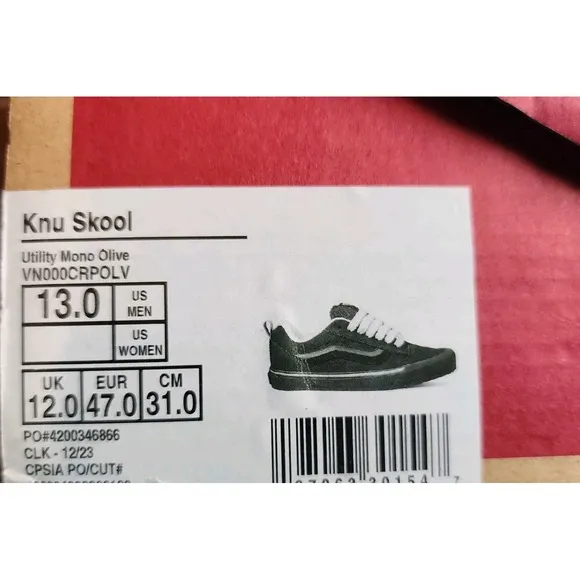 Knu Skool
Utility Mono Olive
VN000CRPOLV
13.0 US MEN
US WOMEN
UK EUR CM
12.0 47.0 31.0
PO#4200346866
CLK - 12/23
CPSIA PO/CUT#
7